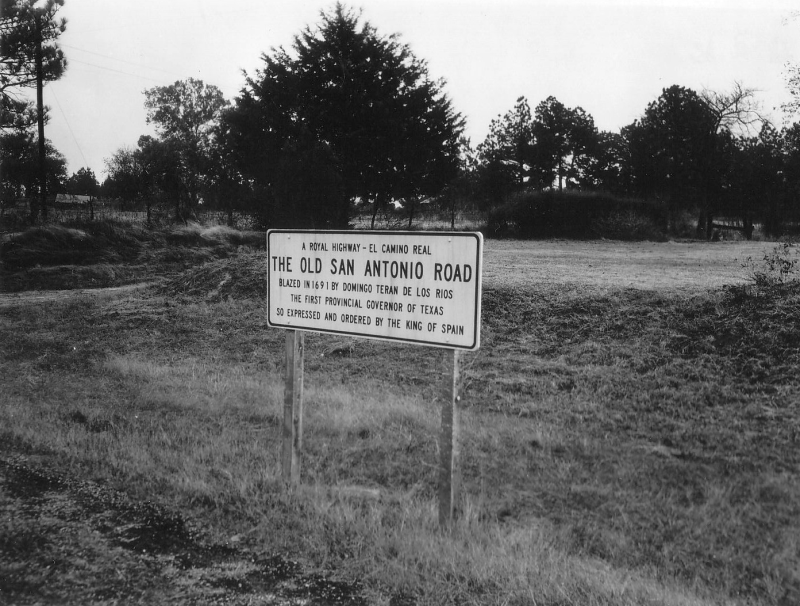 A ROYAL HIGHWAY - EL CAMINO REAL
THE OLD SAN ANTONIO ROAD
BLAZED IN 1691 BY DOMINGO TERAN DE LOS RIOS
THE FIRST PROVINCIAL GOVERNOR OF TEXAS
SO EXPRESSED AND ORDERED BY THE KING OF SPAIN